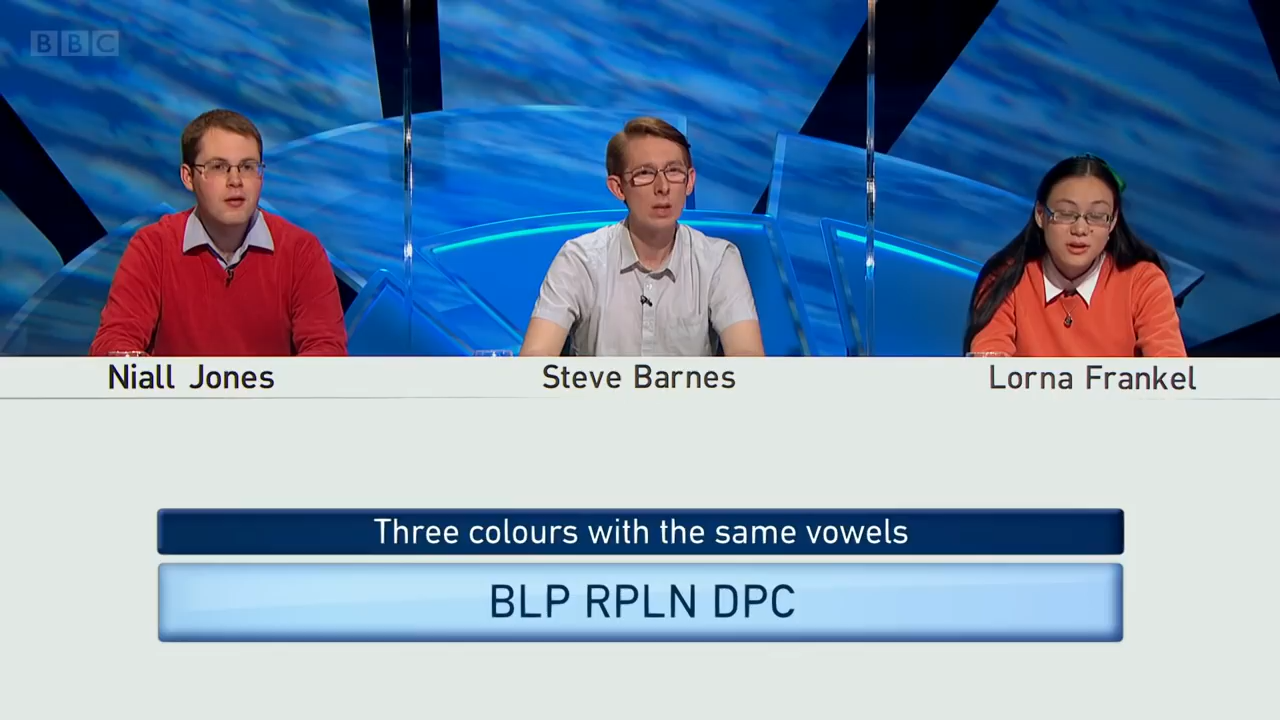 BBC
Niall Jones
Steve Barnes
Lorna Frankel
Three colours with the same vowels
BLP RPLN DPC